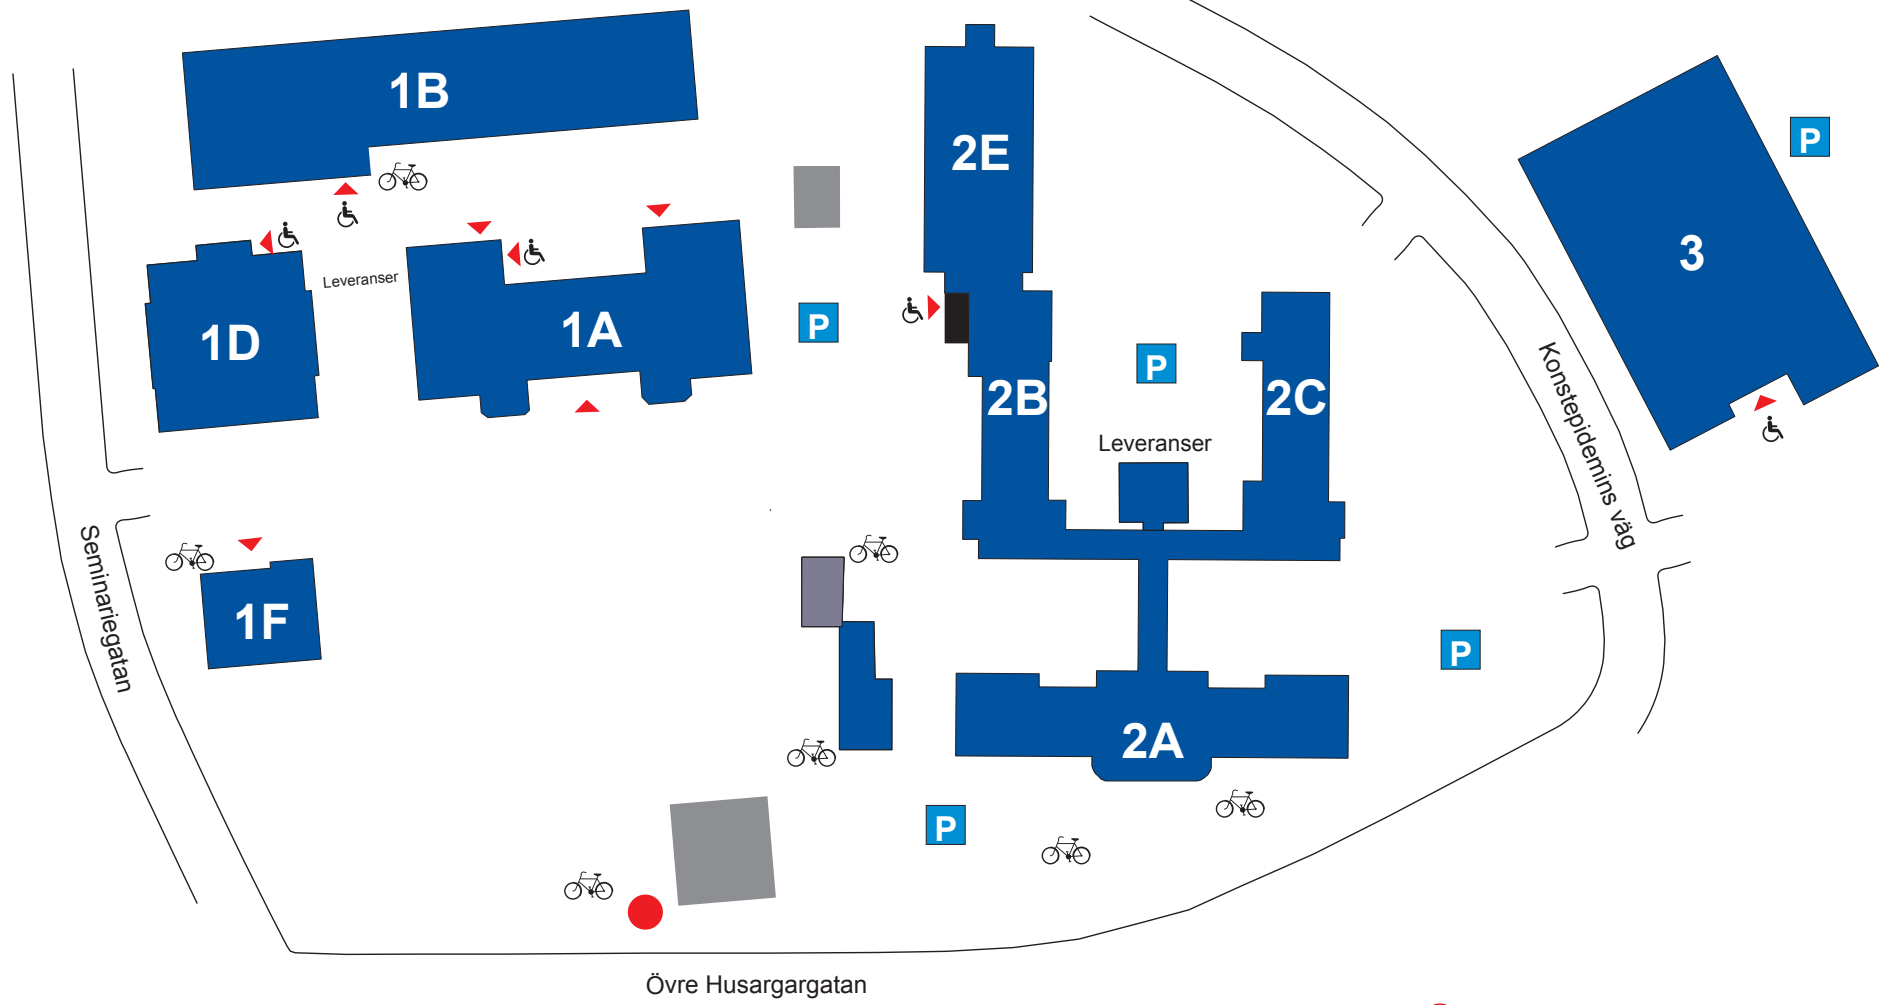 1B
2E
P
3
Leveranser
1D
1A
P
P
2B
2C
Leveranser
Konstepidemins väg
Seminariegatan
1F
P
2A
P
Övre Husargargatan